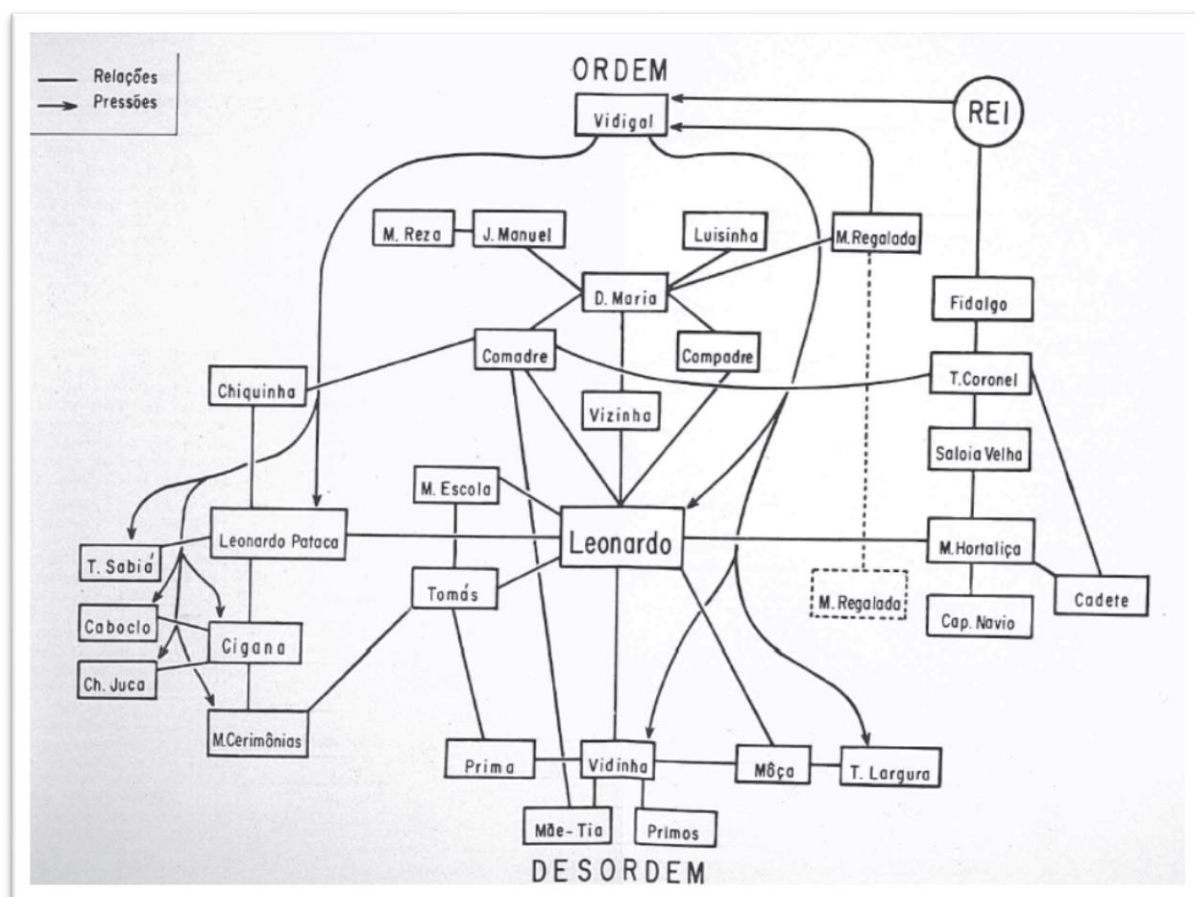 Relações
Pressões
ORDEM
Vidigal
REI
M. Reza
J. Manuel
Luisinha
M. Regalada
D. Maria
Fidalgo
Comadre
Compadre
T. Coronel
Chiquinha
Vizinha
Saloia Velha
M. Escola
Leonardo Pataca
Leonardo
M. Hortaliça
T. Sabiá
Tomás
M. Regalada
Cadete
Caboclo
Cigana
Cap. Navio
Ch. Juca
M. Cerimônias
Prima
Vidinha
Môça
T. Largura
Mãe-Tia
Primos
DESORDEM